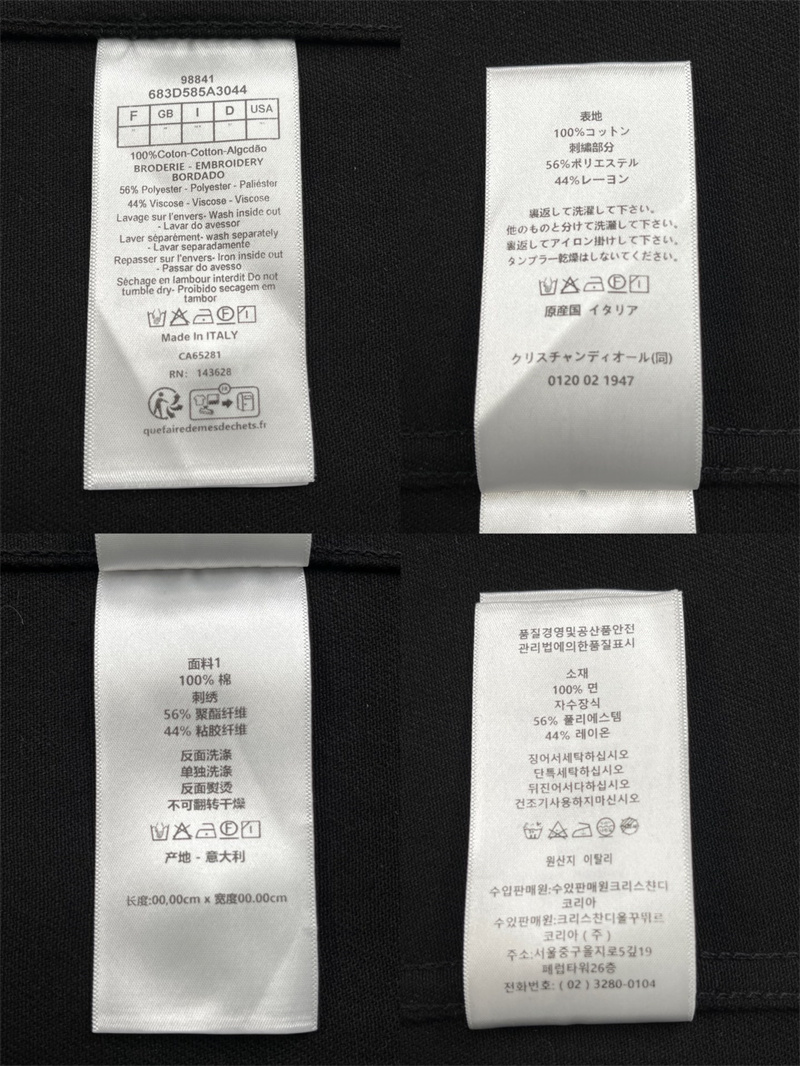 98841
683D585A3044
F GB I D USA
100%Coton-Cotton-Algcdão
BRODERIE - EMBROIDERY
BORDADO
56% Polyester - Polyester - Paliéster
44% Viscose - Viscose - Viscose
Lavage sur l'envers- Wash inside out
- Lavar do avessor
Laver sèparèment- wash separately
- Lavar separadamente
Repasser sur l'envers- Iron inside out
- Passar do avesso
Séchage en lambour interdit Do not
tumble dry- Proibido secagem em
tambor
Made In ITALY
CA65281
RN: 143628
FR
quefairedemesdechets.fr
表地
100%コットン
刺繡部分
56%ポリエステル
44%レーヨン
裏返して洗濯して下さい。
他のものと分けて洗濯して下さい。
裏返してアイロン掛けして下さい。
タンブラー乾燥はしないてください。
原産国 イタリア
クリスチャンディオール(同)
0120 02 1947
面料1
100% 棉
刺绣
56% 聚酯纤维
44% 粘胶纤维
反面洗涤
单独洗涤
反面熨烫
不可翻转干燥
产地 - 意大利
长度:00,00cm x 宽度00.00cm
품질경영및공산품안전
관리법에의한품질표시
소재
100% 면
자수장식
56% 폴리에스템
44% 레이온
징어서세탁하십시오
단특세탁하십시오
뒤진어서다하십시오
건조기사용하지마신시오
원산지 이탈리
수입판매원:수있판매원크리스챤디
코리아
수있판매원:크리스찬디올꾸뛰르
코리아 ( 주 )
주소:서울중구을지로5깊19
페럽타워26층
전화번호: ( 02 ) 3280-0104